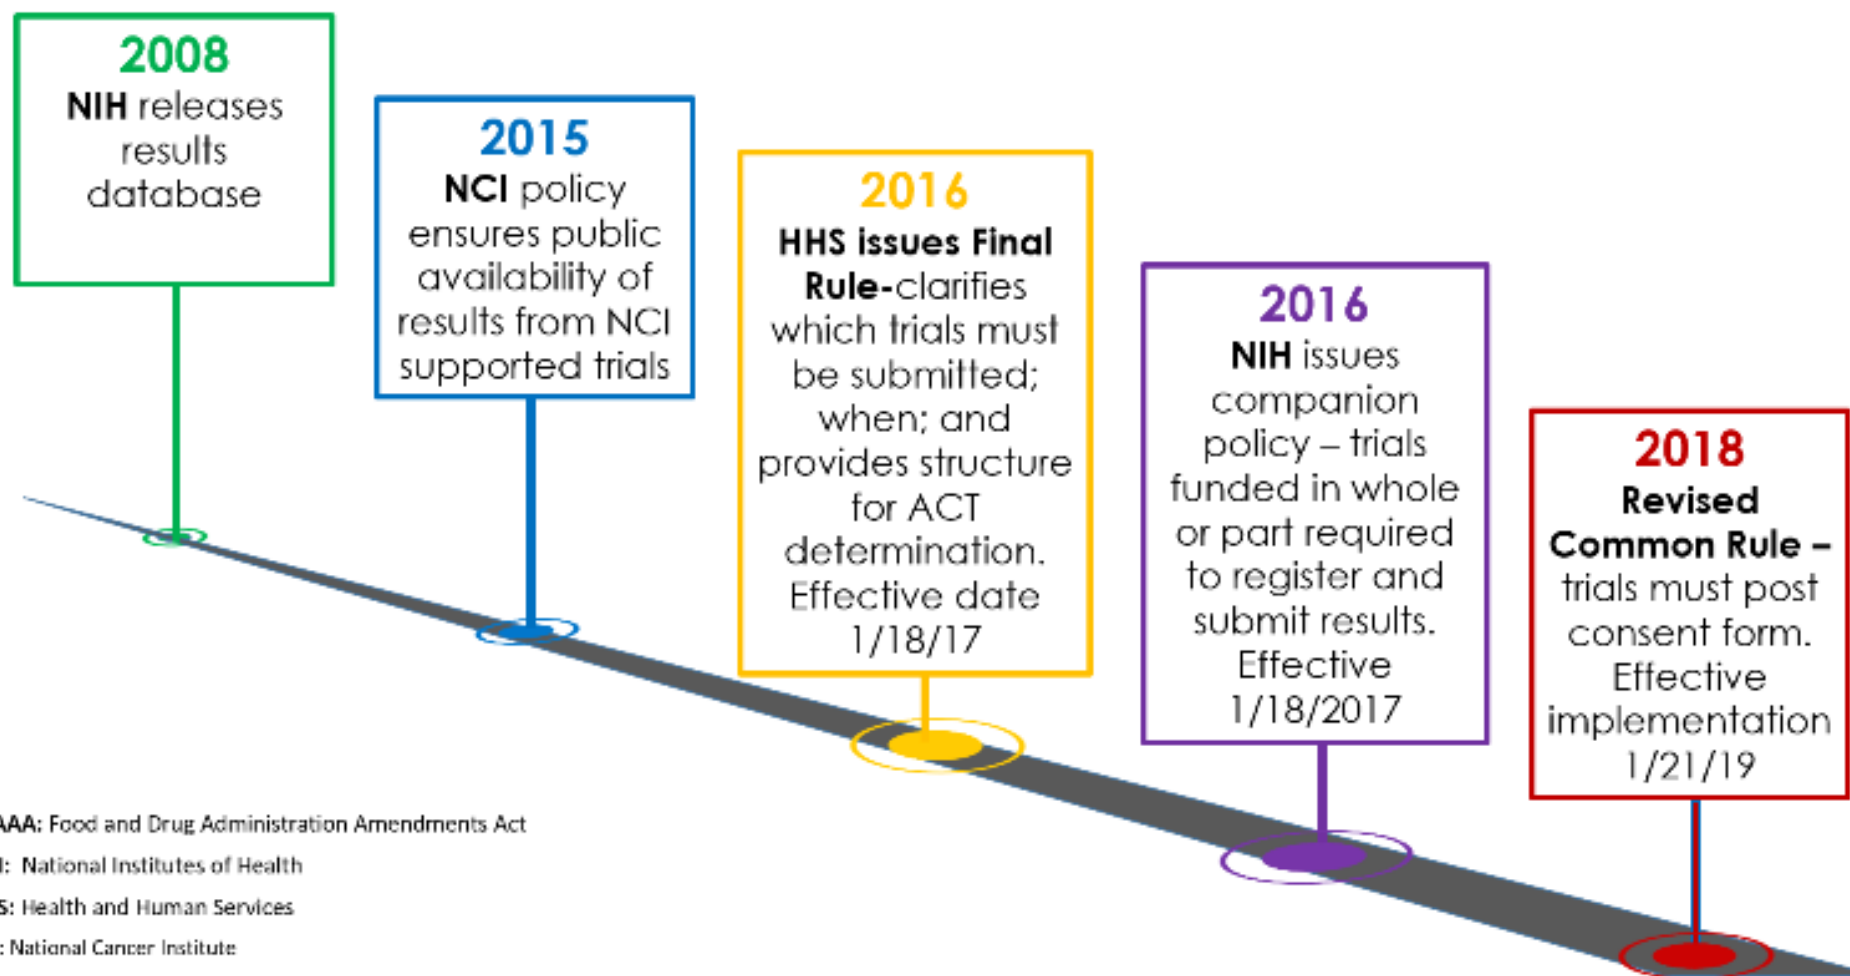 2008
NIH releases
results
database
2015
NCI policy
ensures public
availability of
results from NCI
supported trials
2016
HHS issues Final
Rule-clarifies
which trials must
be submitted;
when; and
provides structure
for ACT
determination.
Effective date
1/18/17
2016
NIH issues
companion
policy – trials
funded in whole
or part required
to register and
submit results.
Effective
1/18/2017
2018
Revised
Common Rule –
trials must post
consent form.
Effective
implementation
1/21/19
AAA: Food and Drug Administration Amendments Act
: National Institutes of Health
S: Health and Human Services
: National Cancer Institute